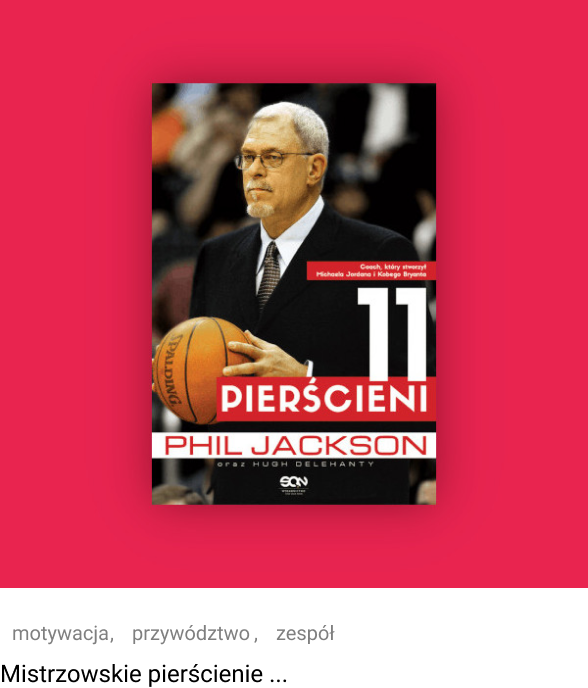 SPALDING
Coach, który stworzył
Michaela Jordana i Kobego Bryanta
11
PIERŚCIENI
PHIL JACKSON
oraz HUGH DELEHANTY
SQN
motywacja, przywództwo, zespół
Mistrzowskie pierścienie ...